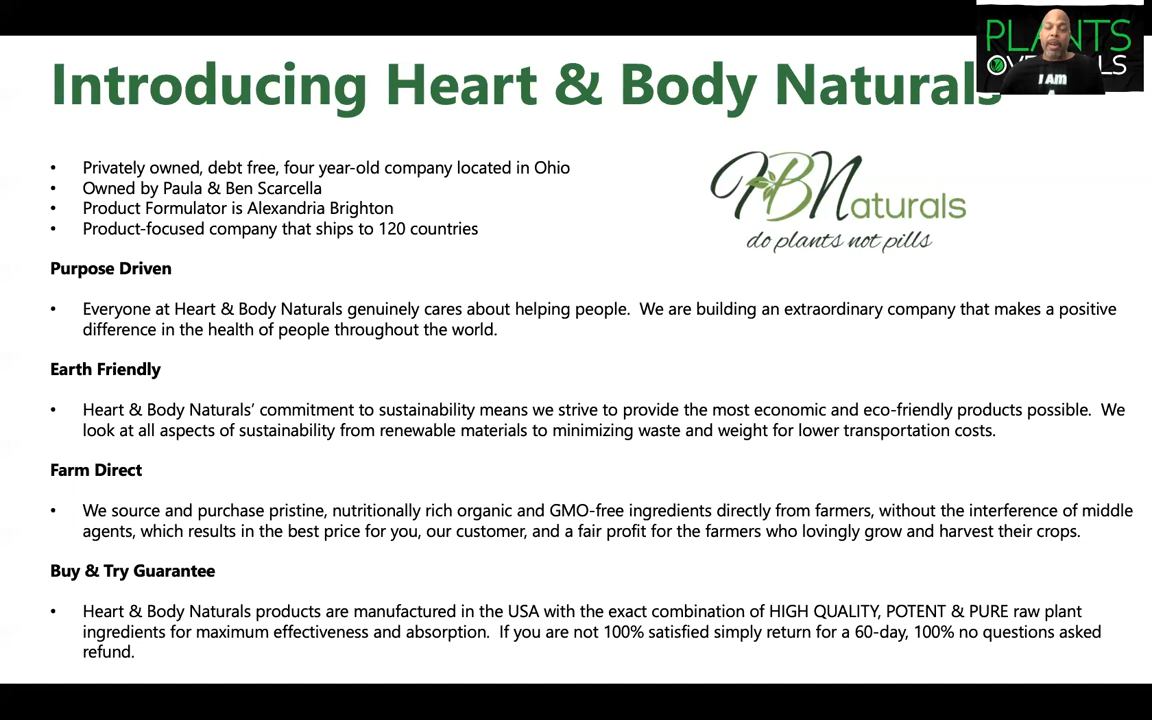 PLANTS
I AM
Introducing Heart & Body Naturals
• Privately owned, debt free, four year-old company located in Ohio
• Owned by Paula & Ben Scarcella
• Product Formulator is Alexandria Brighton
• Product-focused company that ships to 120 countries
HBNaturals
do plants not pills
Purpose Driven
• Everyone at Heart & Body Naturals genuinely cares about helping people. We are building an extraordinary company that makes a positive
difference in the health of people throughout the world.
Earth Friendly
• Heart & Body Naturals’ commitment to sustainability means we strive to provide the most economic and eco-friendly products possible. We
look at all aspects of sustainability from renewable materials to minimizing waste and weight for lower transportation costs.
Farm Direct
• We source and purchase pristine, nutritionally rich organic and GMO-free ingredients directly from farmers, without the interference of middle
agents, which results in the best price for you, our customer, and a fair profit for the farmers who lovingly grow and harvest their crops.
Buy & Try Guarantee
• Heart & Body Naturals products are manufactured in the USA with the exact combination of HIGH QUALITY, POTENT & PURE raw plant
ingredients for maximum effectiveness and absorption. If you are not 100% satisfied simply return for a 60-day, 100% no questions asked
refund.